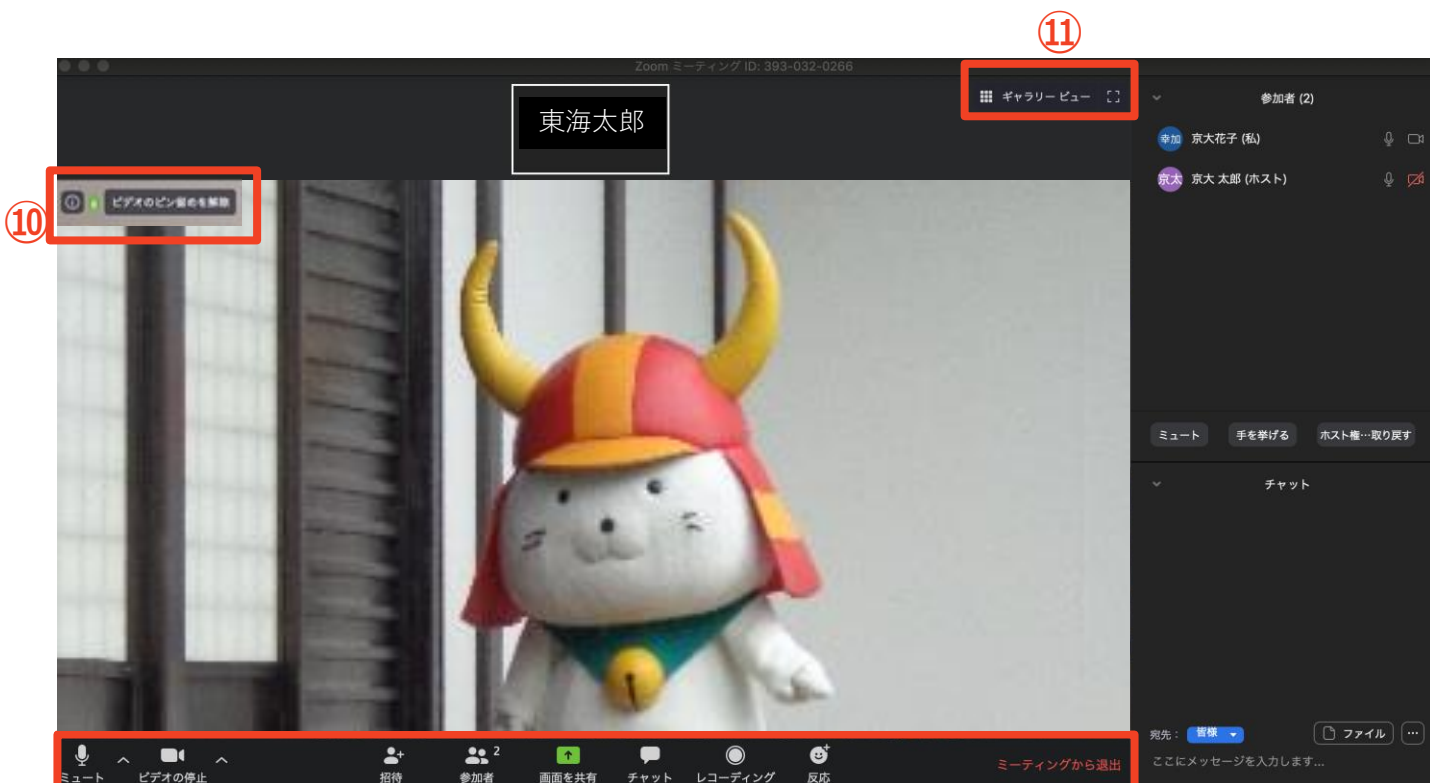 ⑪
Zoom ミーティング ID: 393-032-0266
ギャラリー ビュー
参加者 (2)
東海太郎
幸加 京大花子 (私)
京太 京大 太郎 (ホスト)
⑩
ビデオのピン留めを解除
ミュート 手を挙げる ホスト権…取り戻す
チャット
宛先： 皆様 ファイル …
ここにメッセージを入力します...
2
ミュート ビデオの停止 招待 参加者 画面を共有 チャット レコーディング 反応 ミーティングから退出